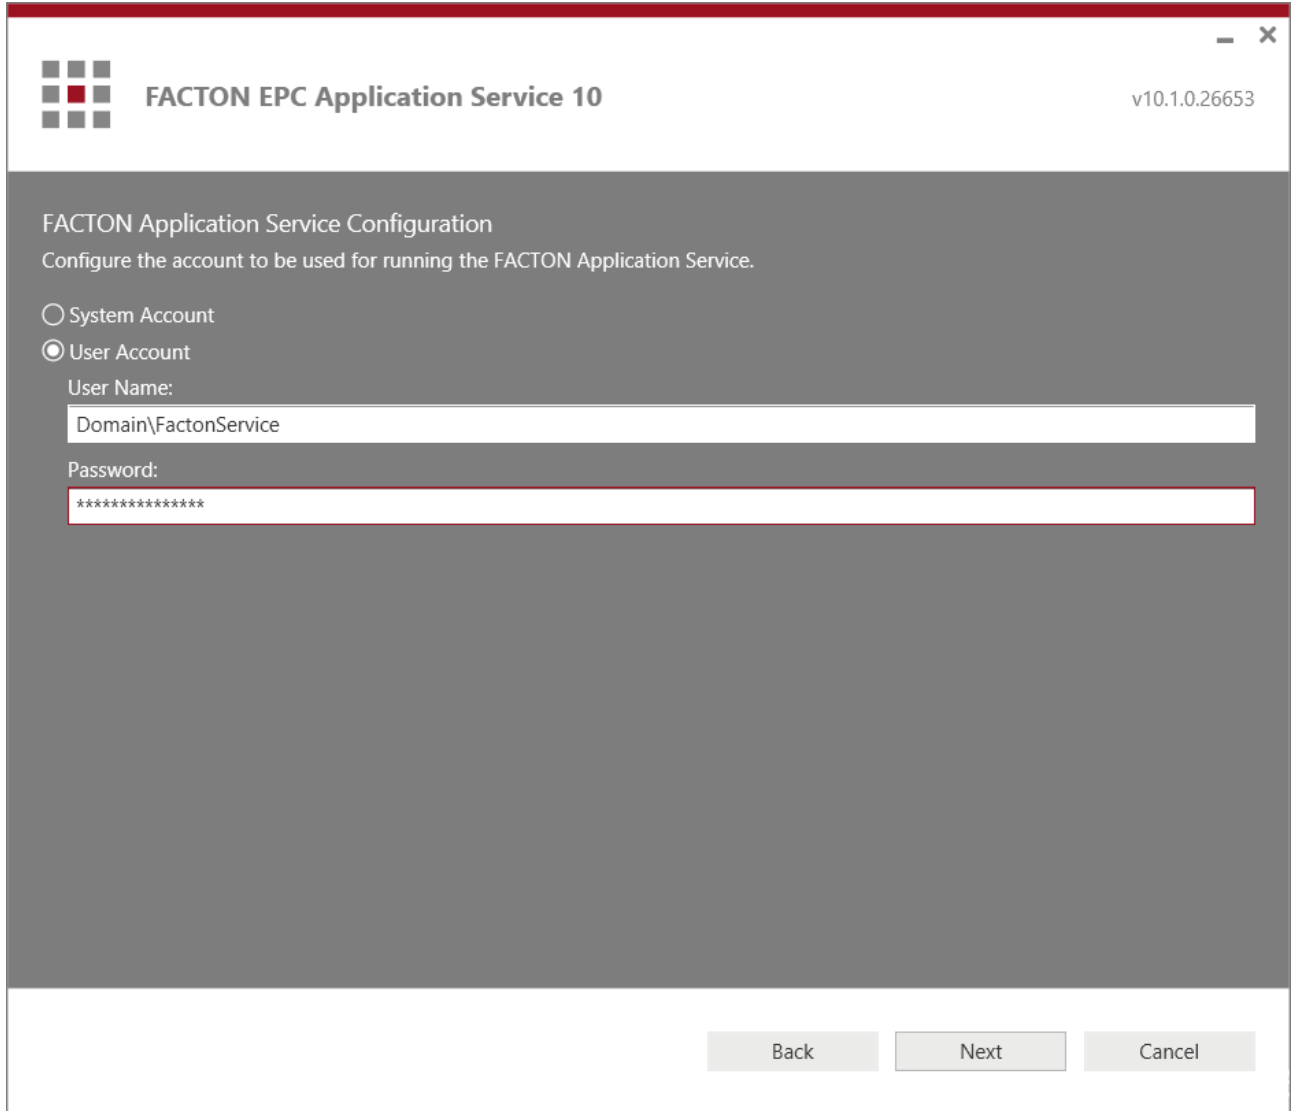 FACTON EPC Application Service 10
v10.1.0.26653
FACTON Application Service Configuration
Configure the account to be used for running the FACTON Application Service.
System Account
User Account
User Name:
Domain\FactonService
Password:
***************
Back
Next
Cancel